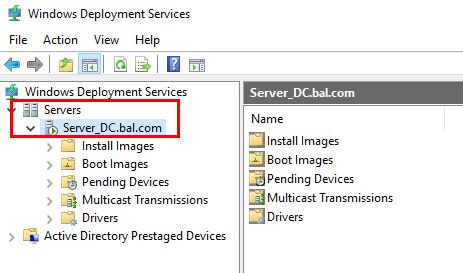 Windows Deployment Services
File Action View Help
Windows Deployment Services
Servers
Server_DC.bal.com
Install Images
Boot Images
Pending Devices
Multicast Transmissions
Drivers
Active Directory Prestaged Devices
Server_DC.bal.com
Name
Install Images
Boot Images
Pending Devices
Multicast Transmissions
Drivers